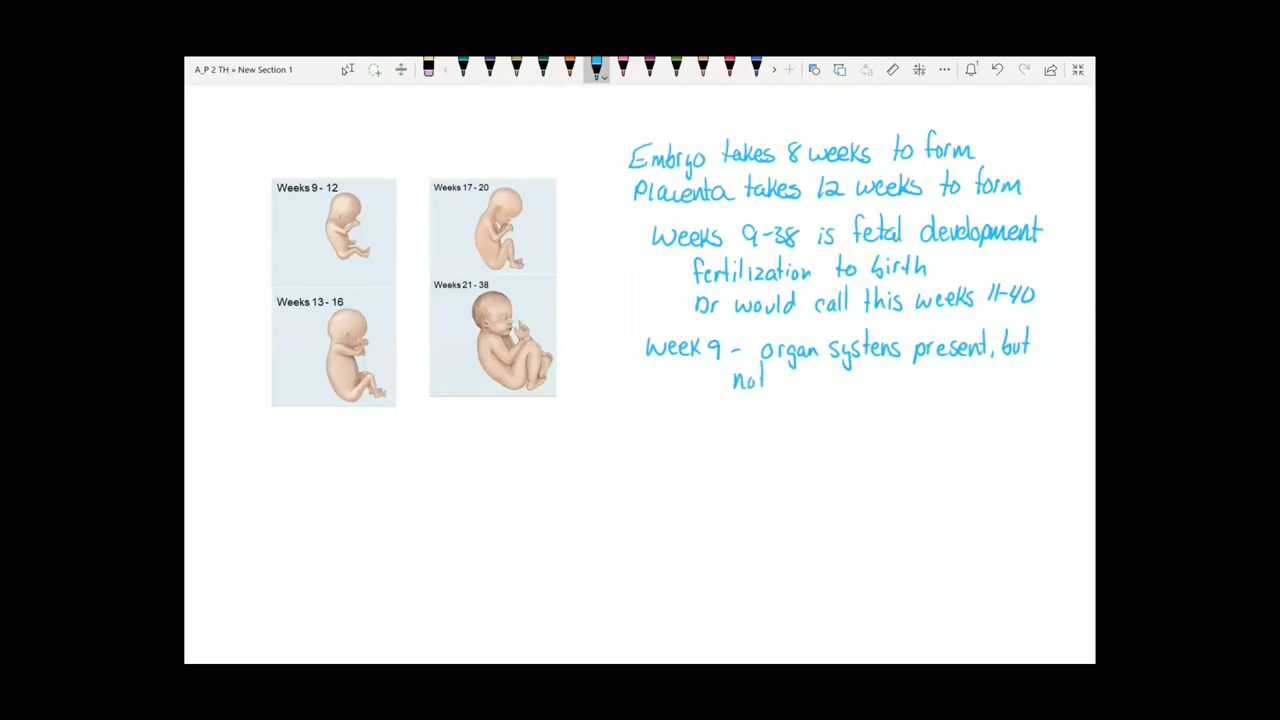 A_P 2 TH » New Section 1
Weeks 9 - 12
Weeks 17 - 20
Weeks 13 - 16
Weeks 21 - 38
Embryo takes 8 weeks to form
Placenta takes 12 weeks to form
Weeks 9-38 is fetal development
fertilization to birth
Dr would call this weeks 11-40
Week 9 - organ systens present, but
not